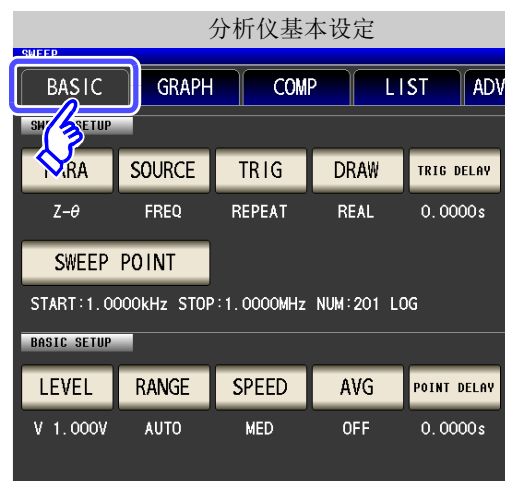 分析仪基本设定
SWEEP
BASIC GRAPH COMP LIST ADV
SETUP
PARA SOURCE TRIG DRAW TRIG DELAY
Z-θ FREQ REPEAT REAL 0.0000s
SWEEP POINT
START:1.0000kHz STOP:1.0000MHz NUM:201 LOG
BASIC SETUP
LEVEL RANGE SPEED AVG POINT DELAY
V 1.000V AUTO MED OFF 0.0000s